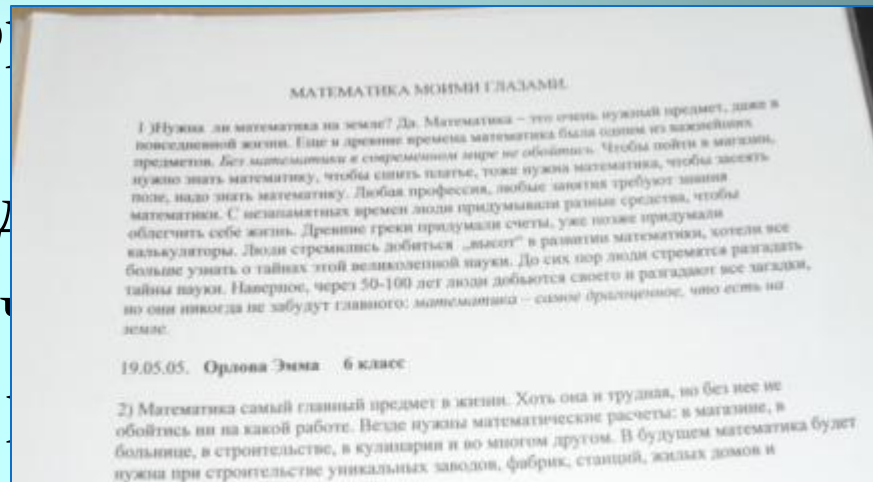 МАТЕМАТИКА МОИМИ ГЛАЗАМИ.
1 )Нужна ли математика на земле? Да. Математика – это очень нужный предмет, даже в
повседневной жизни. Еще в древние времена математика была одним из важнейших
предметов. Без математики в современном мире не обойтись. Чтобы пойти в магазин,
нужно знать математику, чтобы сшить платье, тоже нужна математика, чтобы засеять
поле, надо знать математику. Любая профессия, любые занятия требуют знания
математики. С незапамятных времен люди придумывали разные средства, чтобы
облегчить себе жизнь. Древние греки придумали счеты, уже позже придумали
калькуляторы. Люди стремились добиться „высот“ в развитии математики, хотели все
больше узнать о тайнах этой великолепной науки. До сих пор люди стремятся разгадать
тайны науки. Наверное, через 50-100 лет люди добьются своего и разгадают все загадки,
но они никогда не забудут главного: математика – самое драгоценное, что есть на
земле.
19.05.05. Орлова Эмма 6 класс
2) Математика самый главный предмет в жизни. Хоть она и трудная, но без нее не
обойтись ни на какой работе. Везде нужны математические расчеты: в магазине, в
больнице, в строительстве, в кулинарии и во многом другом. В будущем математика будет
нужна при строительстве уникальных заводов, фабрик, станций, жилых домов и